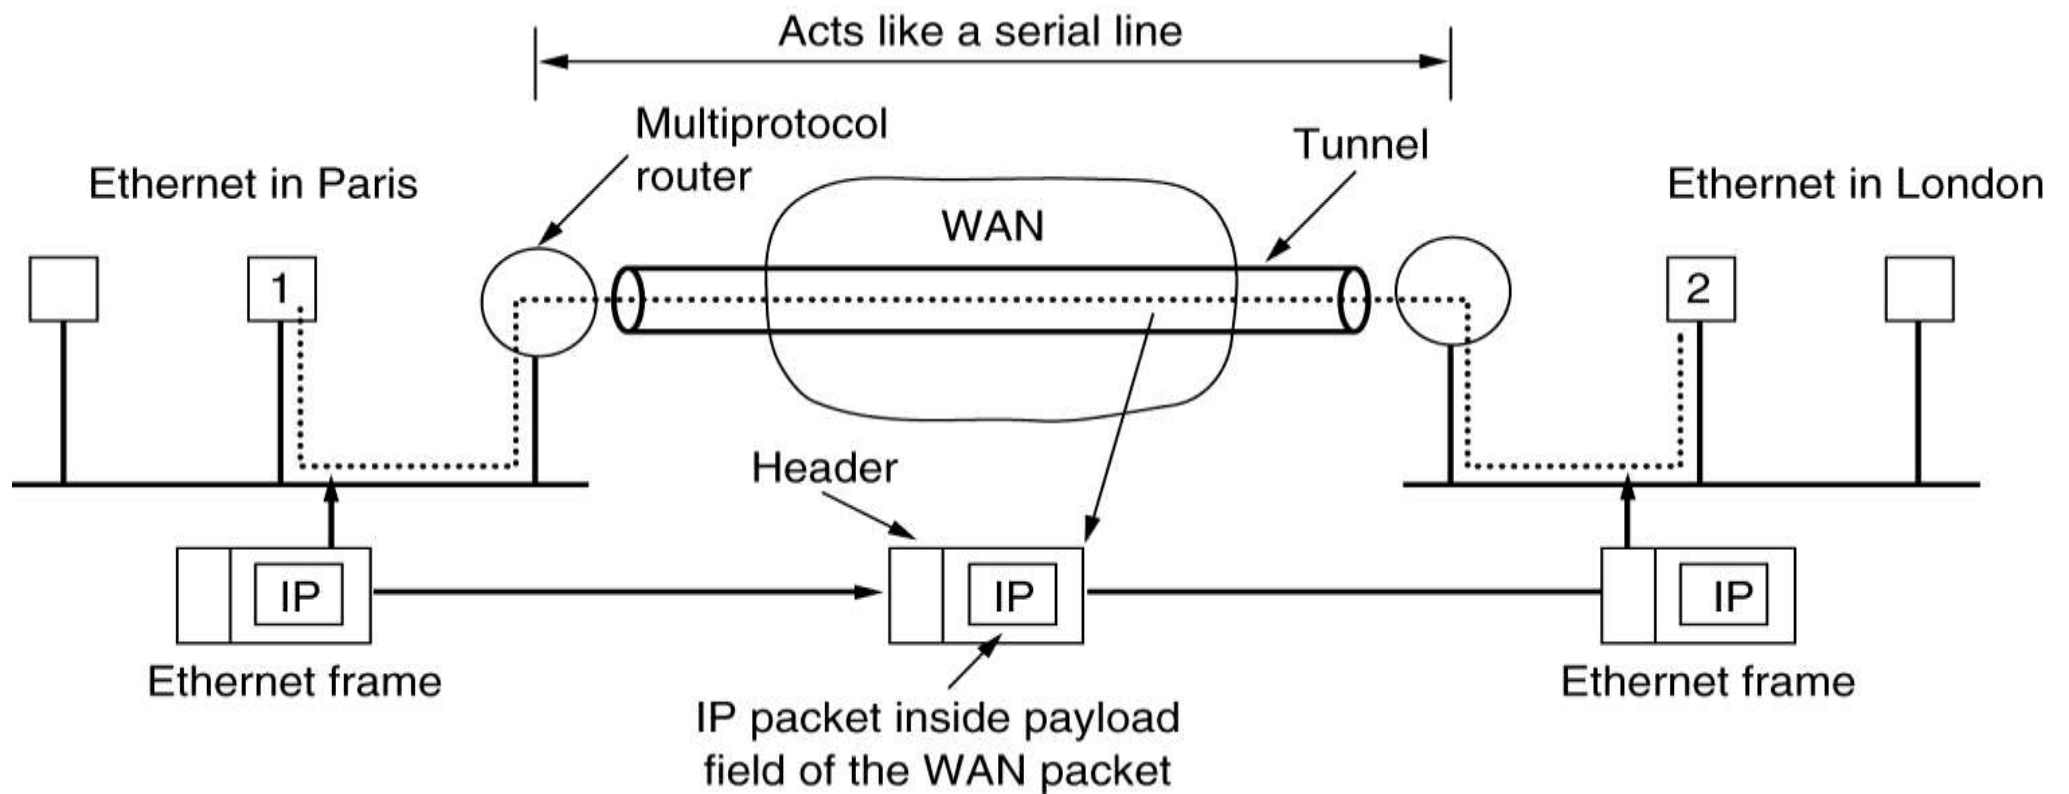 Acts like a serial line
Multiprotocol
router
Tunnel
Ethernet in Paris
Ethernet in London
WAN
1
2
Header
IP
IP
IP
Ethernet frame
Ethernet frame
IP packet inside payload
field of the WAN packet